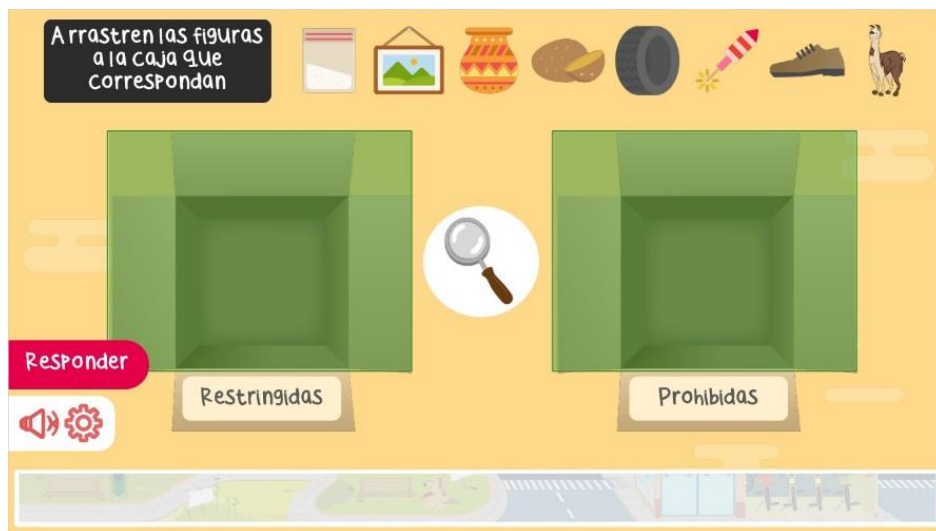 Arrastren las figuras
a la caja que
correspondan
Responder
Restringidas
Prohibidas